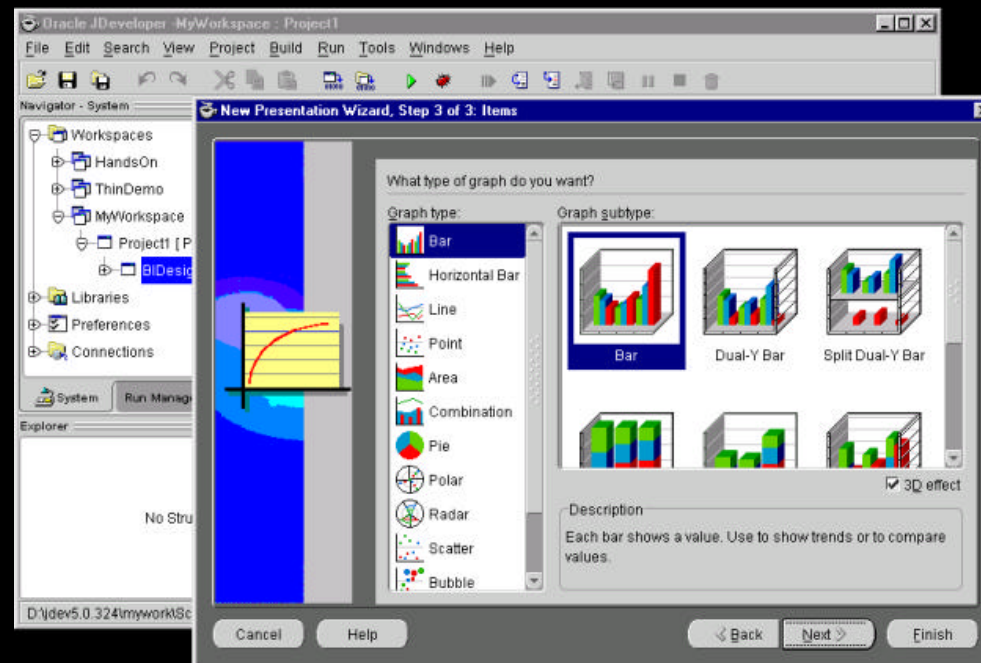 Oracle JDeveloper -MyWorkspace : Project1
File Edit Search View Project Build Run Tools Windows Help
Navigator - System
Workspaces
HandsOn
ThinDemo
MyWorkspace
Project1 [ P
BIDesig
Libraries
Preferences
Connections
System Run Manag
Explorer
No Stru
D:\jdev5.0.324\mywork\Sc
New Presentation Wizard, Step 3 of 3: Items
What type of graph do you want?
Graph type:
Bar
Horizontal Bar
Line
Point
Area
Combination
Pie
Polar
Radar
Scatter
Bubble
Graph subtype:
Bar Dual-Y Bar Split Dual-Y Bar
3D effect
Description
Each bar shows a value. Use to show trends or to compare
values.
Cancel Help Back Next Finish